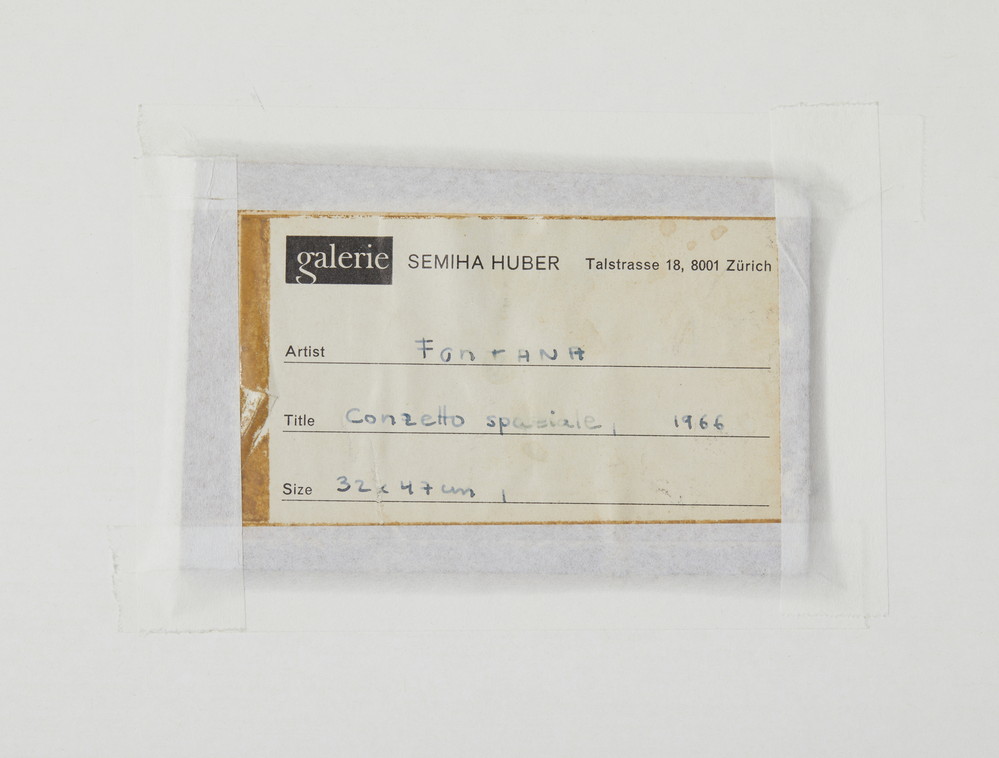 galerie SEMIHA HUBER Talstrasse 18, 8001 Zürich
Artist FontANA
Title Conzetto spaziale, 1966
Size 32 x 47 cm,